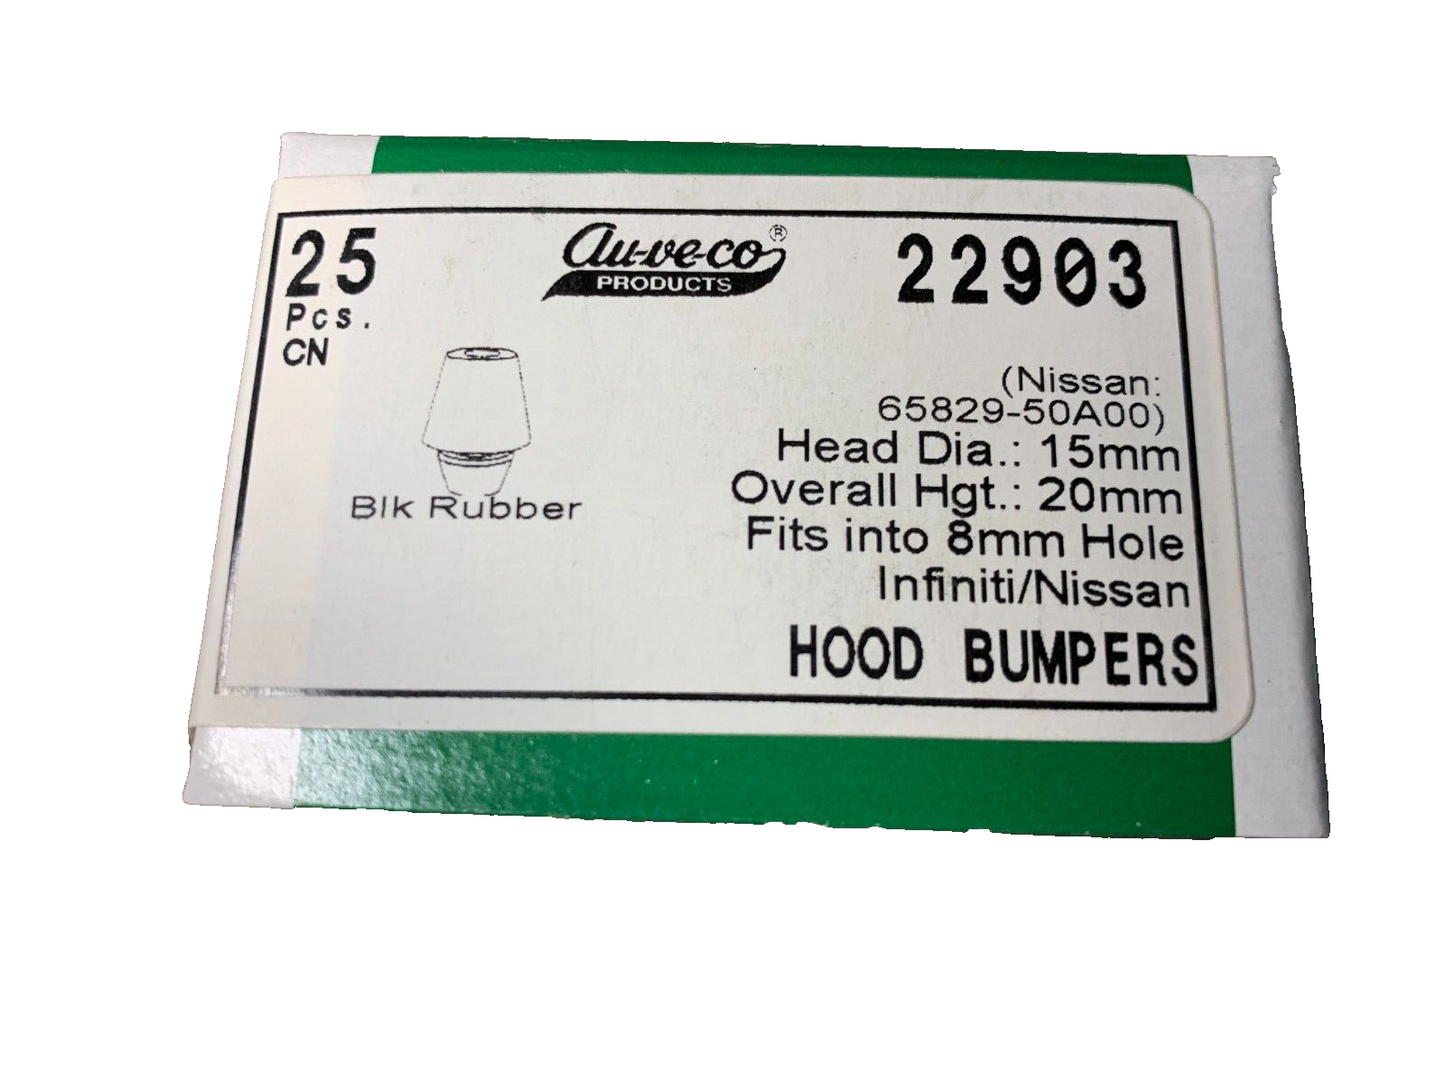 25
Pcs.
CN
au-ve-co®
PRODUCTS
22903
Blk Rubber
(Nissan:
65829-50A00)
Head Dia.: 15mm
Overall Hgt.: 20mm
Fits into 8mm Hole
Infiniti/Nissan
HOOD BUMPERS